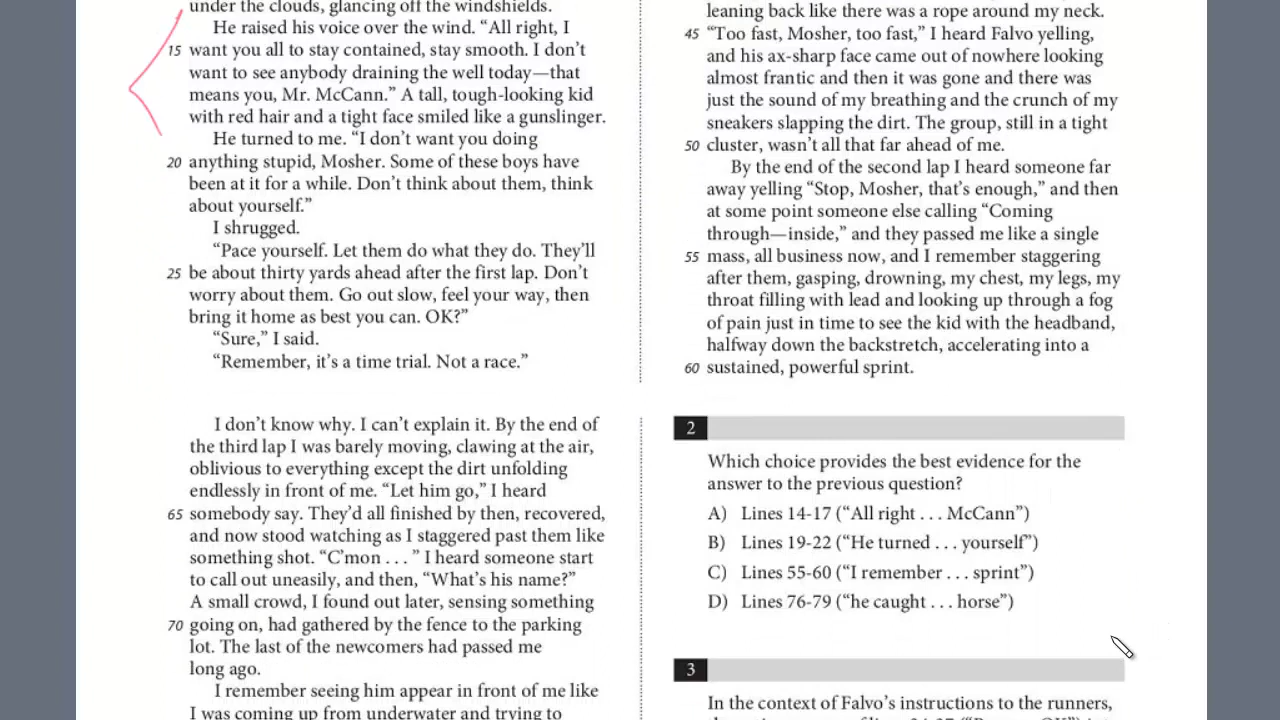 under the clouds, glancing off the windshields.
He raised his voice over the wind. “All right, I
15 want you all to stay contained, stay smooth. I don’t
want to see anybody draining the well today—that
means you, Mr. McCann.” A tall, tough-looking kid
with red hair and a tight face smiled like a gunslinger.
He turned to me. “I don’t want you doing
20 anything stupid, Mosher. Some of these boys have
been at it for a while. Don’t think about them, think
about yourself.”
I shrugged.
“Pace yourself. Let them do what they do. They’ll
25 be about thirty yards ahead after the first lap. Don’t
worry about them. Go out slow, feel your way, then
bring it home as best you can. OK?”
“Sure,” I said.
“Remember, it’s a time trial. Not a race.”
leaning back like there was a rope around my neck.
45 “Too fast, Mosher, too fast,” I heard Falvo yelling,
and his ax-sharp face came out of nowhere looking
almost frantic and then it was gone and there was
just the sound of my breathing and the crunch of my
sneakers slapping the dirt. The group, still in a tight
50 cluster, wasn’t all that far ahead of me.
By the end of the second lap I heard someone far
away yelling “Stop, Mosher, that’s enough,” and then
at some point someone else calling “Coming
through—inside,” and they passed me like a single
55 mass, all business now, and I remember staggering
after them, gasping, drowning, my chest, my legs, my
throat filling with lead and looking up through a fog
of pain just in time to see the kid with the headband,
halfway down the backstretch, accelerating into a
60 sustained, powerful sprint.
I don’t know why. I can’t explain it. By the end of
the third lap I was barely moving, clawing at the air,
oblivious to everything except the dirt unfolding
endlessly in front of me. “Let him go,” I heard
65 somebody say. They’d all finished by then, recovered,
and now stood watching as I staggered past them like
something shot. “C’mon . . . ” I heard someone start
to call out uneasily, and then, “What’s his name?”
A small crowd, I found out later, sensing something
70 going on, had gathered by the fence to the parking
lot. The last of the newcomers had passed me
long ago.
I remember seeing him appear in front of me like
I was coming up from underwater and trying to
2
Which choice provides the best evidence for the
answer to the previous question?
A) Lines 14-17 (“All right . . . McCann”)
B) Lines 19-22 (“He turned . . . yourself”)
C) Lines 55-60 (“I remember . . . sprint”)
D) Lines 76-79 (“he caught . . . horse”)
3
In the context of Falvo’s instructions to the runners,